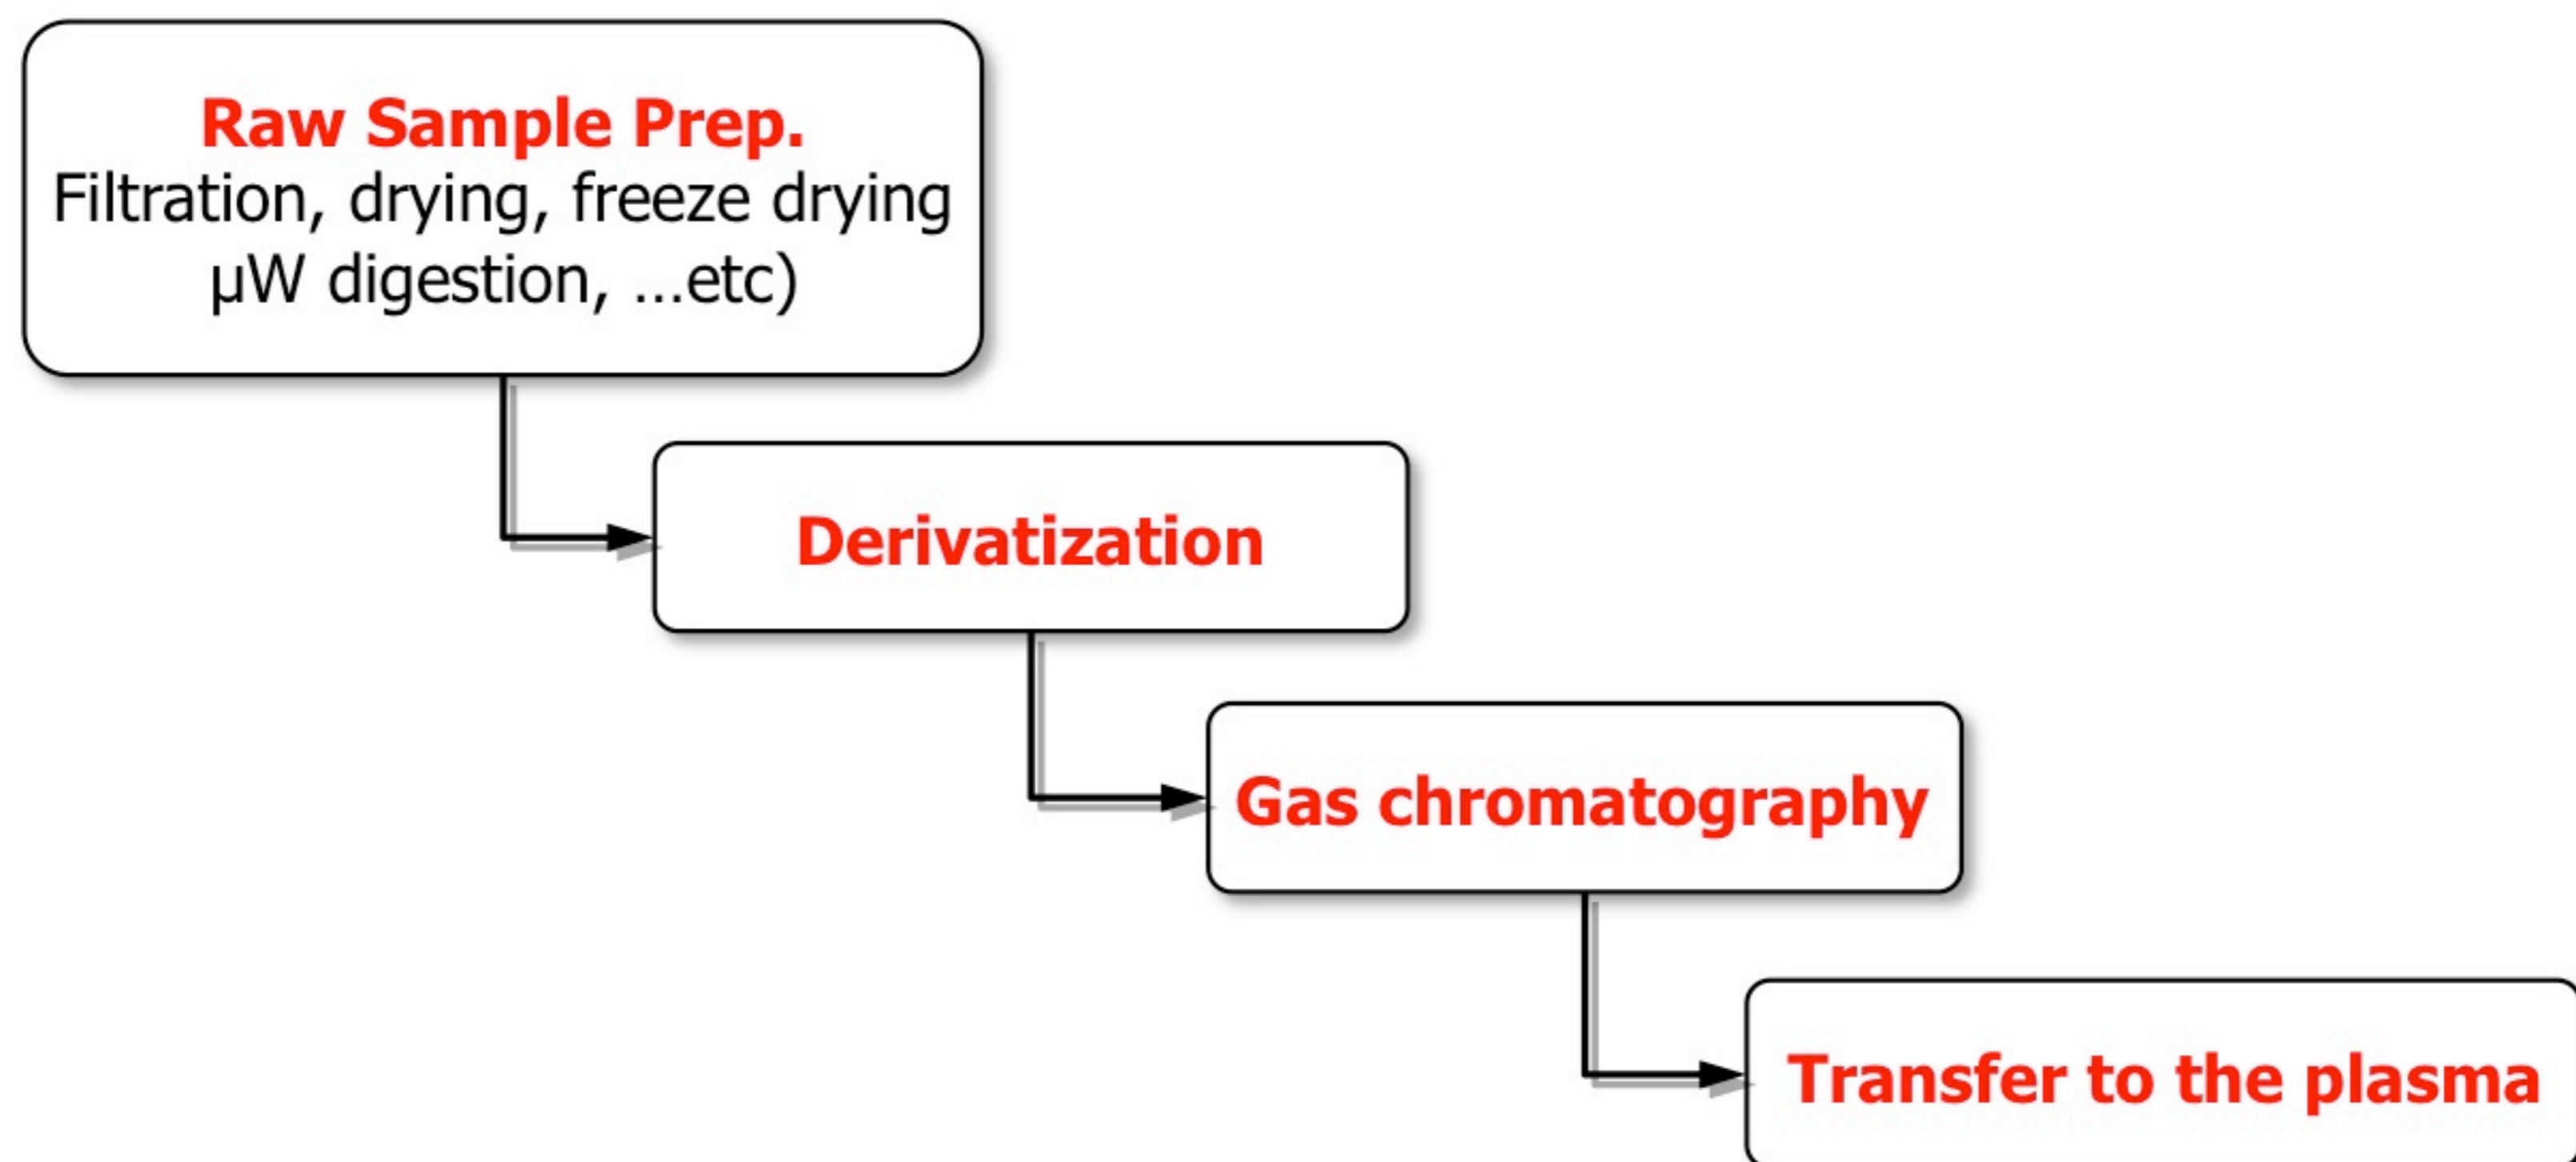 Raw Sample Prep.
Filtration, drying, freeze drying
µW digestion, ...etc)
Derivatization
Gas chromatography
Transfer to the plasma